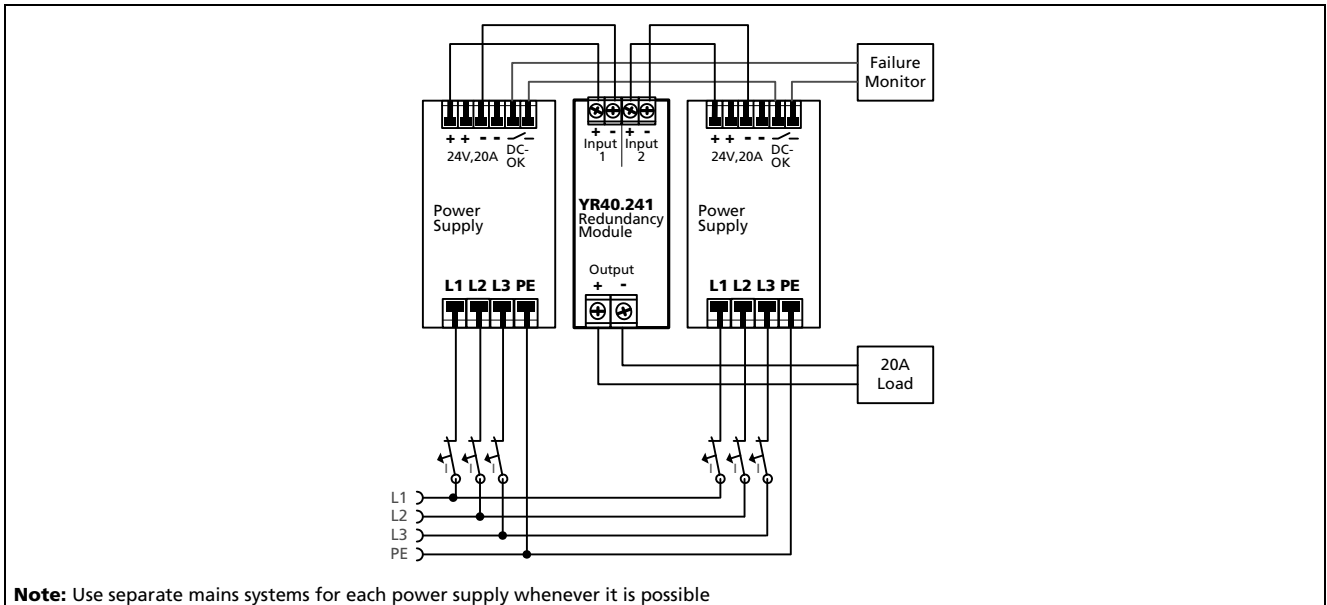 Failure
Monitor
+ + - -
24V,20A
DC-
OK
Power
Supply
L1 L2 L3 PE
+ - + -
Input
1
Input
2
YR40.241
Redundancy
Module
Output
+ -
+ + - -
24V,20A
DC-
OK
Power
Supply
L1 L2 L3 PE
20A
Load
I I I
I I I
L1
L2
L3
PE
Note: Use separate mains systems for each power supply whenever it is possible